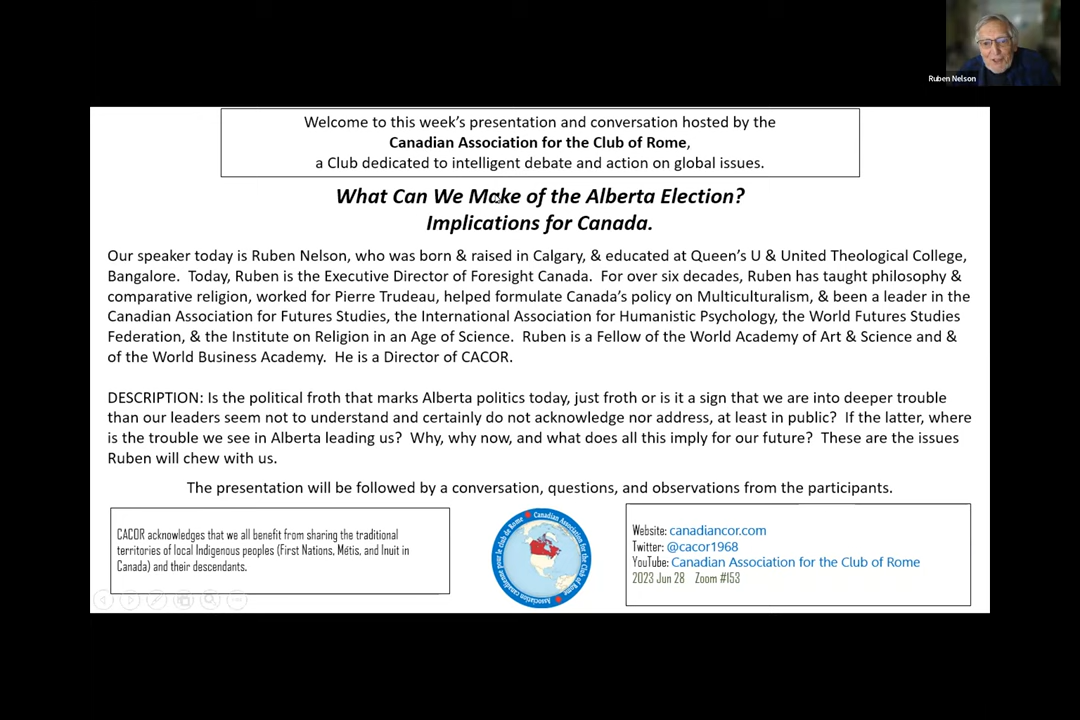 Ruben Nelson
Welcome to this week's presentation and conversation hosted by the
Canadian Association for the Club of Rome,
a Club dedicated to intelligent debate and action on global issues.
What Can We Make of the Alberta Election?
Implications for Canada.
Our speaker today is Ruben Nelson, who was born & raised in Calgary, & educated at Queen's U & United Theological College,
Bangalore.  Today, Ruben is the Executive Director of Foresight Canada.  For over six decades, Ruben has taught philosophy &
comparative religion, worked for Pierre Trudeau, helped formulate Canada's policy on Multiculturalism, & been a leader in the
Canadian Association for Futures Studies, the International Association for Humanistic Psychology, the World Futures Studies
Federation, & the Institute on Religion in an Age of Science.  Ruben is a Fellow of the World Academy of Art & Science and &
of the World Business Academy.  He is a Director of CACOR.
DESCRIPTION: Is the political froth that marks Alberta politics today, just froth or is it a sign that we are into deeper trouble
than our leaders seem not to understand and certainly do not acknowledge nor address, at least in public?  If the latter, where
is the trouble we see in Alberta leading us?  Why, why now, and what does all this imply for our future?  These are the issues
Ruben will chew with us.
The presentation will be followed by a conversation, questions, and observations from the participants.
CACOR acknowledges that we all benefit from sharing the traditional
territories of local Indigenous peoples (First Nations, Métis, and Inuit in
Canada) and their descendants.
Canadian Association for the Club of Rome
Association canadienne pour le club de Rome
Website: canadiancor.com
Twitter: @cacor1968
YouTube: Canadian Association for the Club of Rome
2023 Jun 28   Zoom #153